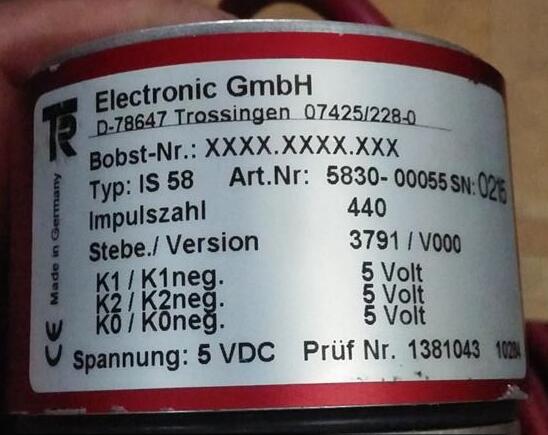 TR
Electronic GmbH
D-78647 Trossingen 07425/228-0
Bobst-Nr.: XXXX.XXXX.XXX
Typ: IS 58 Art.Nr: 5830-00055 SN: 0215
Impulszahl 440
Stebe./ Version 3791 / V000
K1 / K1neg. 5 Volt
K2 / K2neg. 5 Volt
K0 / K0neg. 5 Volt
Spannung: 5 VDC Prüf Nr. 1381043
Made in Germany
CE